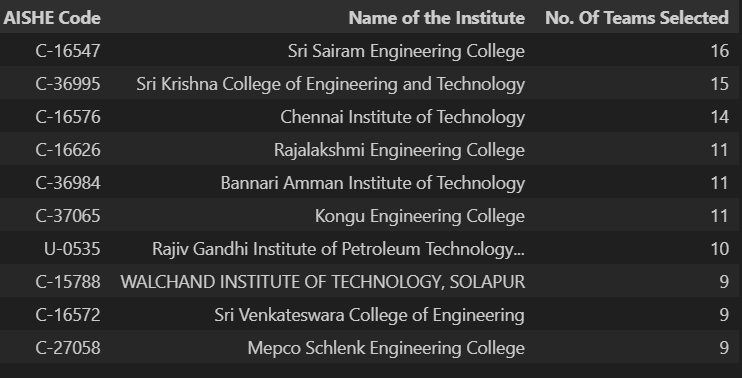 AISHE Code Name of the Institute No. Of Teams Selected
C-16547 Sri Sairam Engineering College 16
C-36995 Sri Krishna College of Engineering and Technology 15
C-16576 Chennai Institute of Technology 14
C-16626 Rajalakshmi Engineering College 11
C-36984 Bannari Amman Institute of Technology 11
C-37065 Kongu Engineering College 11
U-0535 Rajiv Gandhi Institute of Petroleum Technology... 10
C-15788 WALCHAND INSTITUTE OF TECHNOLOGY, SOLAPUR 9
C-16572 Sri Venkateswara College of Engineering 9
C-27058 Mepco Schlenk Engineering College 9